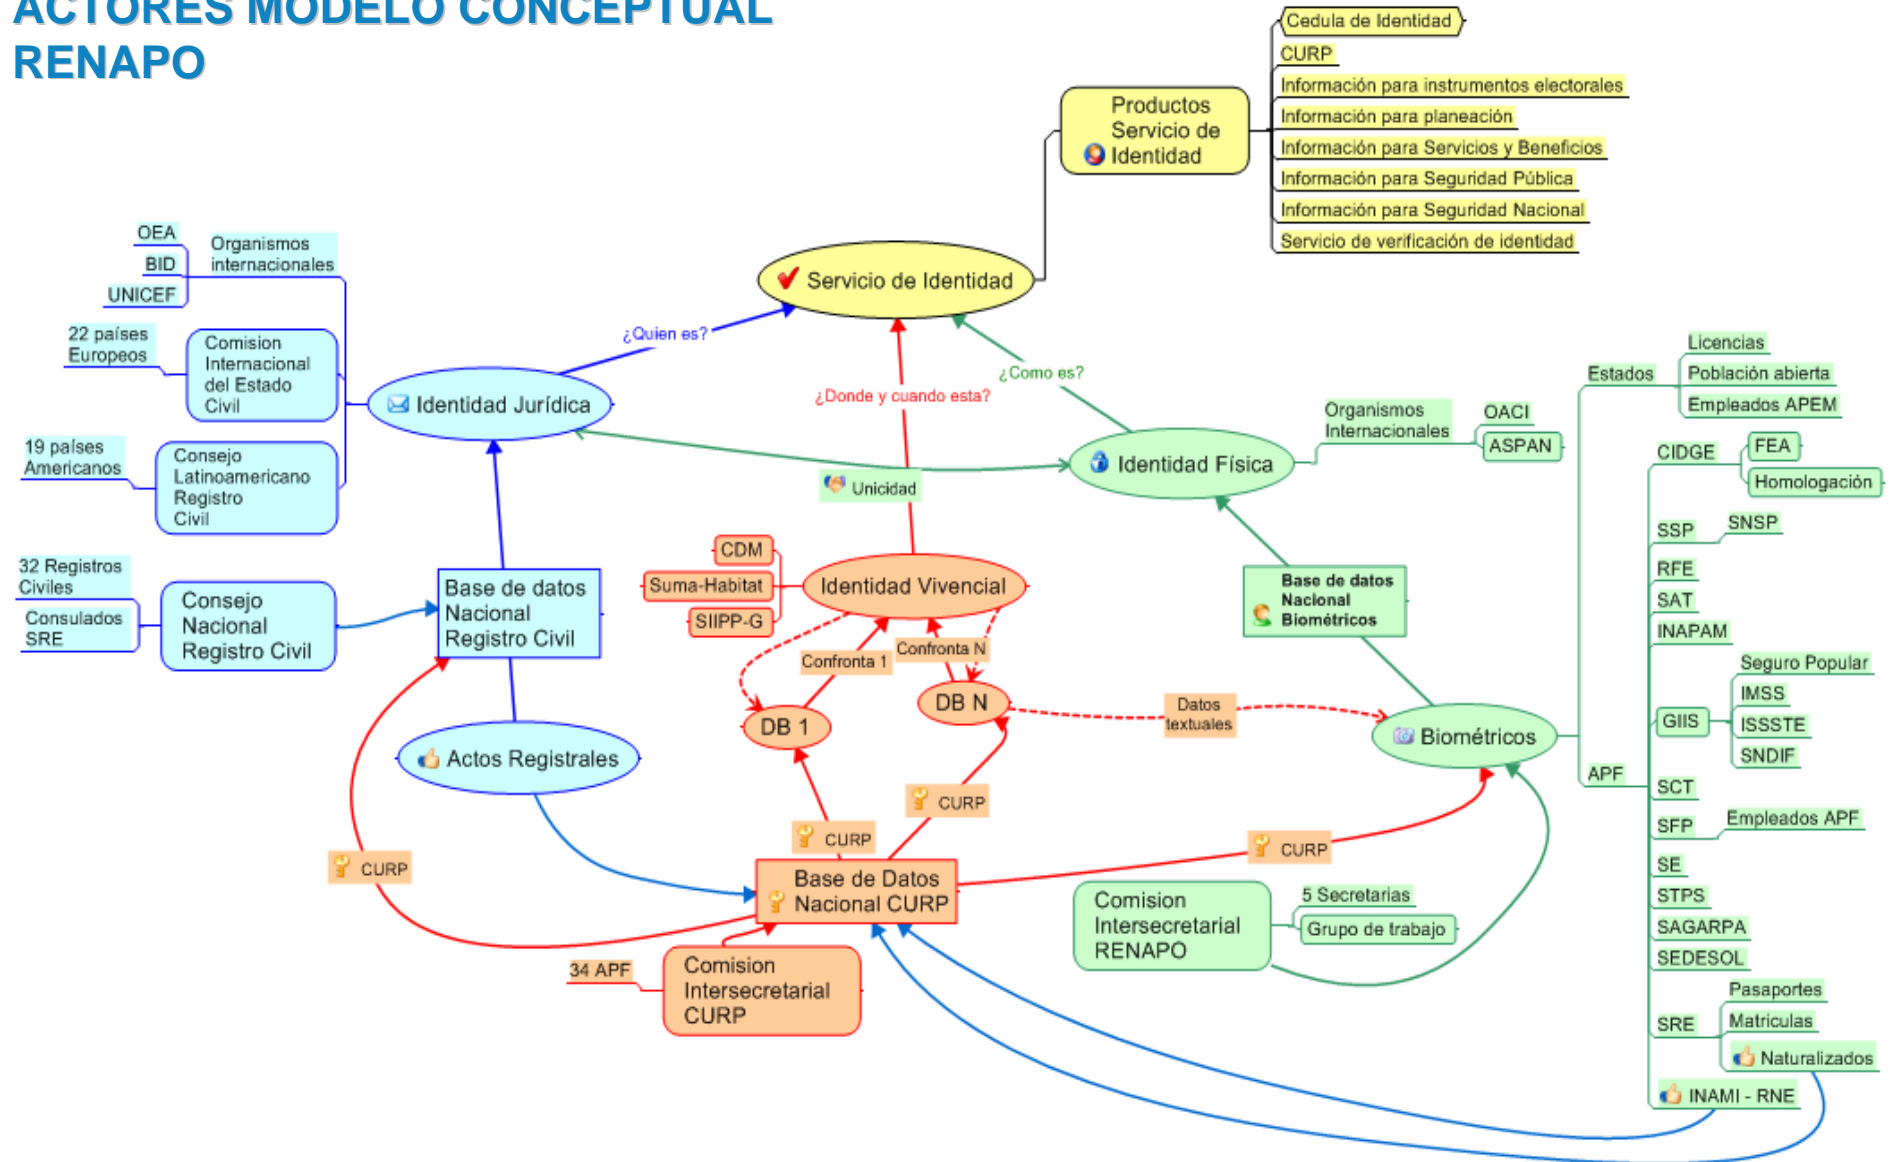 ACTORES MODELO CONCEPTUAL
RENAPO
Cedula de Identidad
CURP
Información para instrumentos electorales
Información para planeación
Información para Servicios y Beneficios
Información para Seguridad Pública
Información para Seguridad Nacional
Servicio de verificación de identidad
Productos
Servicio de
Identidad
Servicio de Identidad
OEA
BID
UNICEF
Organismos
internacionales
22 países
Europeos
Comision
Internacional
del Estado
Civil
19 países
Americanos
Consejo
Latinoamericano
Registro
Civil
Identidad Jurídica
¿Quien es?
¿Donde y cuando esta?
¿Como es?
Unicidad
Identidad Física
Organismos
Internacionales
OACI
ASPAN
32 Registros
Civiles
Consulados
SRE
Consejo
Nacional
Registro Civil
Base de datos
Nacional
Registro Civil
CDM
Suma-Habitat
SIIPP-G
Identidad Vivencial
Confronta 1
Confronta N
DB 1
DB N
Datos
textuales
Base de datos
Nacional
Biométricos
Biométricos
Actos Registrales
CURP
CURP
CURP
CURP
Base de Datos
Nacional CURP
34 APF
Comision
Intersecretarial
CURP
Comision
Intersecretarial
RENAPO
5 Secretarias
Grupo de trabajo
Estados
Licencias
Población abierta
Empleados APEM
APF
CIDGE
FEA
Homologación
SSP
SNSP
RFE
SAT
INAPAM
GIIS
Seguro Popular
IMSS
ISSSTE
SNDIF
SCT
SFP
Empleados APF
SE
STPS
SAGARPA
SEDESOL
SRE
Pasaportes
Matriculas
Naturalizados
INAMI - RNE